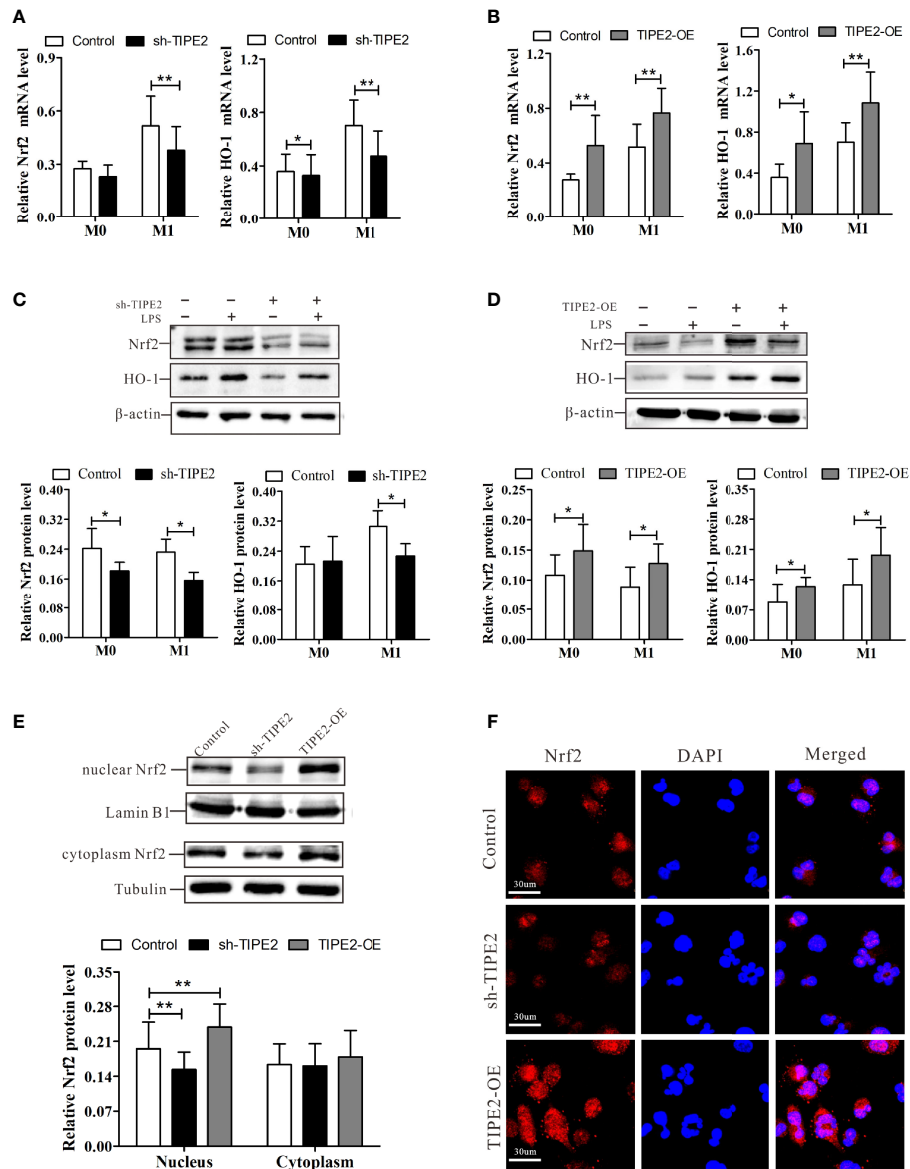 A
Control sh-TIPE2
Relative Nrf2 mRNA level
0.9
0.6
0.3
0.0
**
M0 M1
Control sh-TIPE2
Relative HO-1 mRNA level
1.2
0.8
0.4
0.0
* **
M0 M1
B
Control TIPE2-OE
Relative Nrf2 mRNA level
1.2
0.8
0.4
0.0
** **
M0 M1
Control TIPE2-OE
Relative HO-1 mRNA level
1.6
1.2
0.8
0.4
0.0
* **
M0 M1
C
sh-TIPE2 − − + +
LPS − + − +
Nrf2
HO-1
β-actin
Control sh-TIPE2
Relative Nrf2 protein level
0.40
0.32
0.24
0.16
0.08
0.00
* *
M0 M1
Control sh-TIPE2
Relative HO-1 protein level
0.40
0.30
0.20
0.10
0.00
*
M0 M1
D
TIPE2-OE − − + +
LPS − + − +
Nrf2
HO-1
β-actin
Control TIPE2-OE
Relative Nrf2 protein level
0.25
0.20
0.15
0.10
0.05
0.00
* *
M0 M1
Control TIPE2-OE
Relative HO-1 protein level
0.35
0.28
0.21
0.14
0.07
0.00
* *
M0 M1
E
Control sh-TIPE2 TIPE2-OE
nuclear Nrf2
Lamin B1
cytoplasm Nrf2
Tubulin
Control sh-TIPE2 TIPE2-OE
Relative Nrf2 protein level
0.35
0.28
0.21
0.14
0.07
0.00
**
**
Nucleus Cytoplasm
F
Nrf2 DAPI Merged
Control
30um
sh-TIPE2
30um
TIPE2-OE
30um